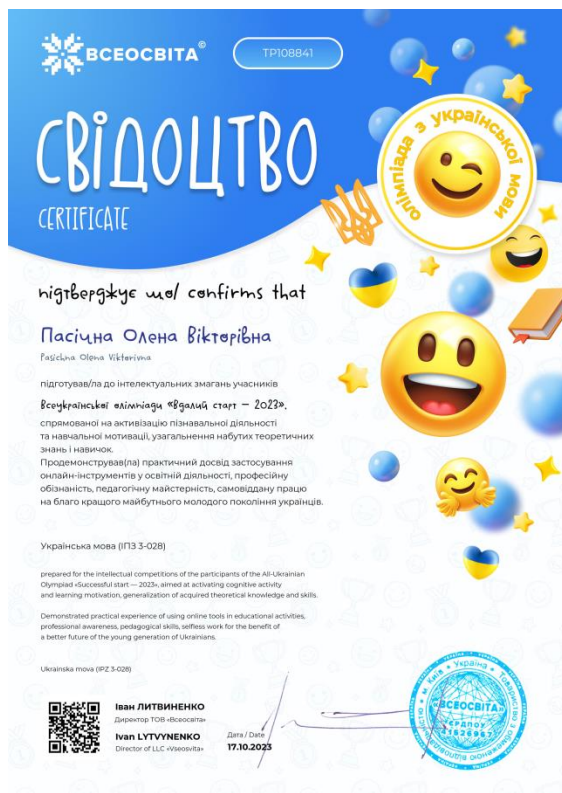 ВСЕОСВІТА©
ТР108841
СВІДОЦТВО
CERTIFICATE
олімпіада з української мови
підтверджує що/ confirms that
Пасічна Олена Вікторівна
Pasichna Olena Viktorivna
підготував/ла до інтелектуальних змагань учасників
Всеукраїнської олімпіади «Вдалий старт – 2023»,
спрямованої на активізацію пізнавальної діяльності
та навчальної мотивації, узагальнення набутих теоретичних
знань і навичок.
Продемонстрував(ла) практичний досвід застосування
онлайн-інструментів у освітній діяльності, професійну
обізнаність, педагогічну майстерність, самовіддану працю
на благо кращого майбутнього молодого покоління українців.
Українська мова (ІПЗ 3-028)
prepared for the intellectual competitions of the participants of the All-Ukrainian
Olympiad «Successful start — 2023», aimed at activating cognitive activity
and learning motivation, generalization of acquired theoretical knowledge and skills.
Demonstrated practical experience of using online tools in educational activities,
professional awareness, pedagogical skills, selfless work for the benefit of
a better future of the young generation of Ukrainians.
Ukrainska mova (IPZ 3-028)
Іван ЛИТВИНЕНКО
Директор ТОВ «Всеосвіта»
Ivan LYTVYNENKO
Director of LLC «Vseosvita»
Дата / Date
17.10.2023
м. Київ * Україна * Товариство з обмеженою відповідальністю
«ВСЕОСВІТА»
ЄРДПОУ
41526967